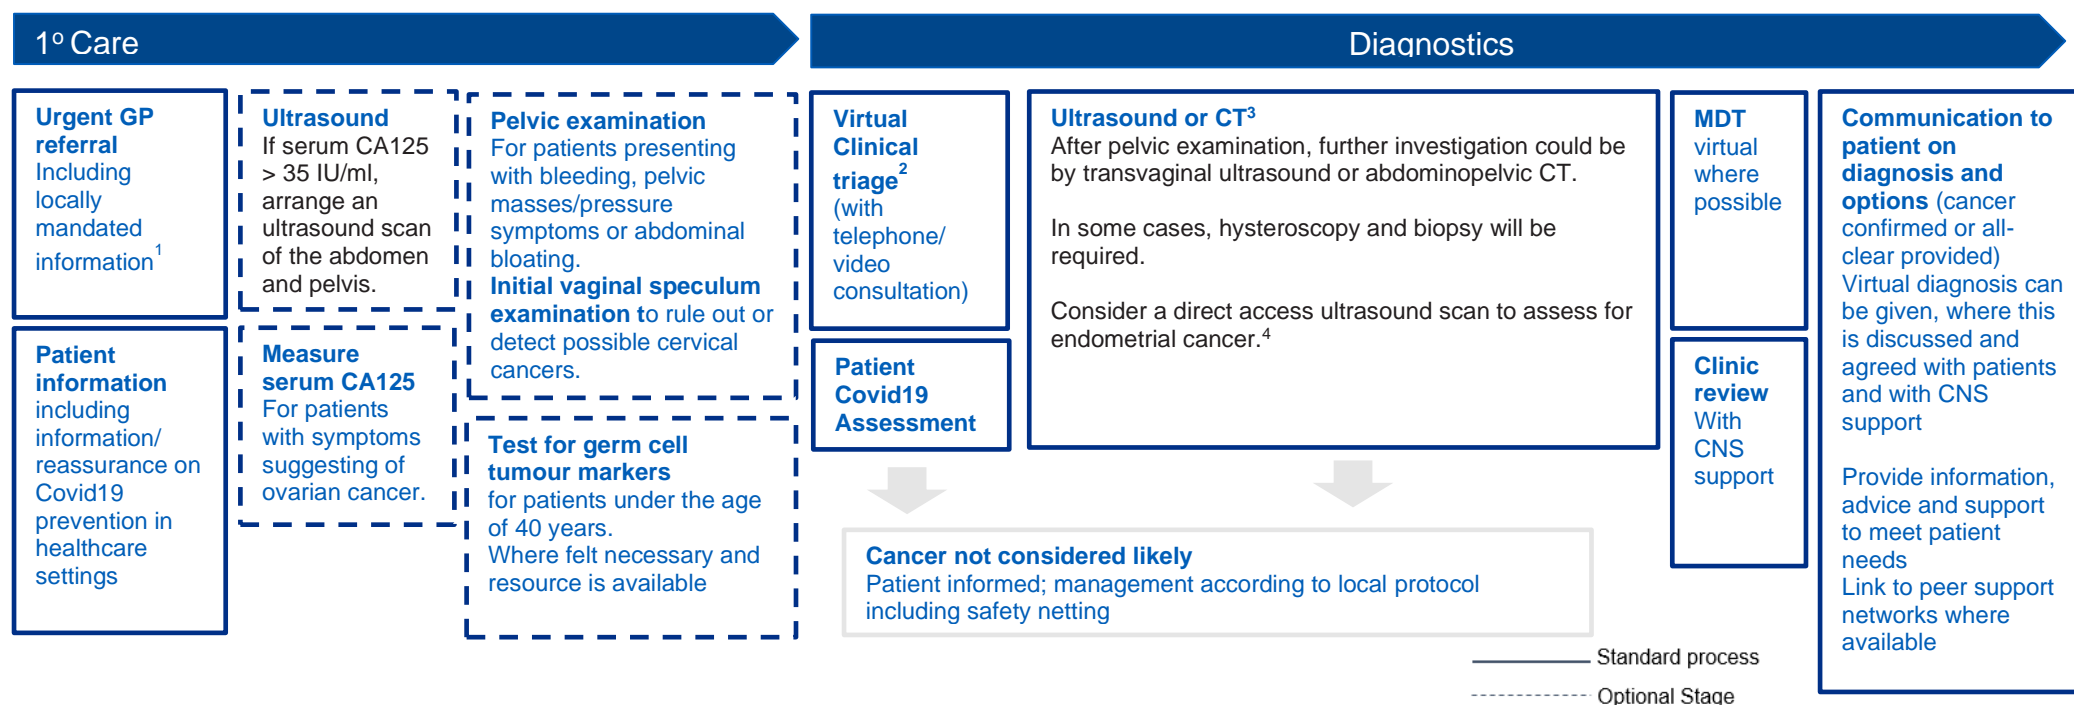 1º Care
Diagnostics
Urgent GP
referral
Including
locally
mandated
information1
Patient
information
including
information/
reassurance on
Covid19
prevention in
healthcare
settings
Ultrasound
If serum CA125
> 35 IU/ml,
arrange an
ultrasound scan
of the abdomen
and pelvis.
Measure
serum CA125
For patients
with symptoms
suggesting of
ovarian cancer.
Pelvic examination
For patients presenting
with bleeding, pelvic
masses/pressure
symptoms or abdominal
bloating.
Initial vaginal speculum
examination to rule out or
detect possible cervical
cancers.
Test for germ cell
tumour markers
for patients under the age
of 40 years.
Where felt necessary and
resource is available
Virtual
Clinical
triage2
(with
telephone/
video
consultation)
Patient
Covid19
Assessment
Ultrasound or CT3
After pelvic examination, further investigation could be
by transvaginal ultrasound or abdominopelvic CT.
In some cases, hysteroscopy and biopsy will be
required.
Consider a direct access ultrasound scan to assess for
endometrial cancer.4
Cancer not considered likely
Patient informed; management according to local protocol
including safety netting
MDT
virtual
where
possible
Clinic
review
With
CNS
support
Communication to
patient on
diagnosis and
options (cancer
confirmed or all-
clear provided)
Virtual diagnosis can
be given, where this
is discussed and
agreed with patients
and with CNS
support
Provide information,
advice and support
to meet patient
needs
Link to peer support
networks where
available
Standard process
Optional Stage